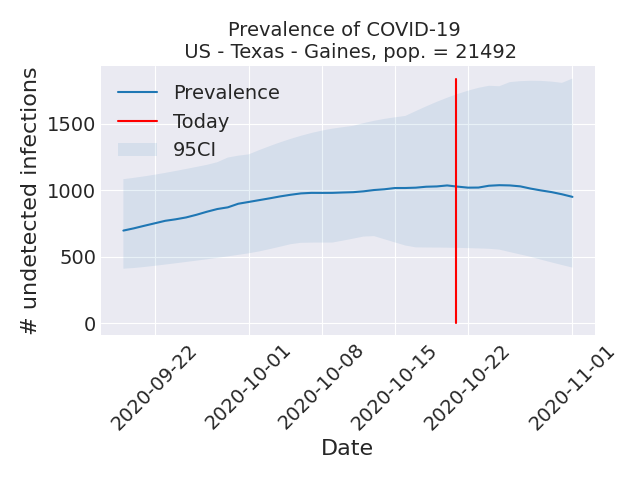 Prevalence of COVID-19
US - Texas - Gaines, pop. = 21492
# undetected infections
1500
1000
500
0
Prevalence
Today
95CI
2020-09-22
2020-10-01
2020-10-08
2020-10-15
2020-10-22
2020-11-01
Date